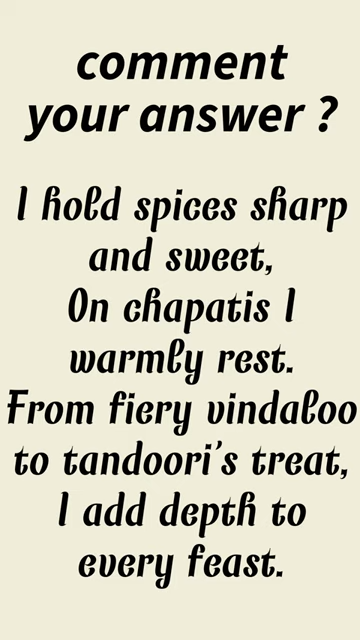 comment
your answer ?
I hold spices sharp
and sweet,
On chapatis I
warmly rest.
From fiery vindaloo
to tandoori's treat,
I add depth to
every feast.